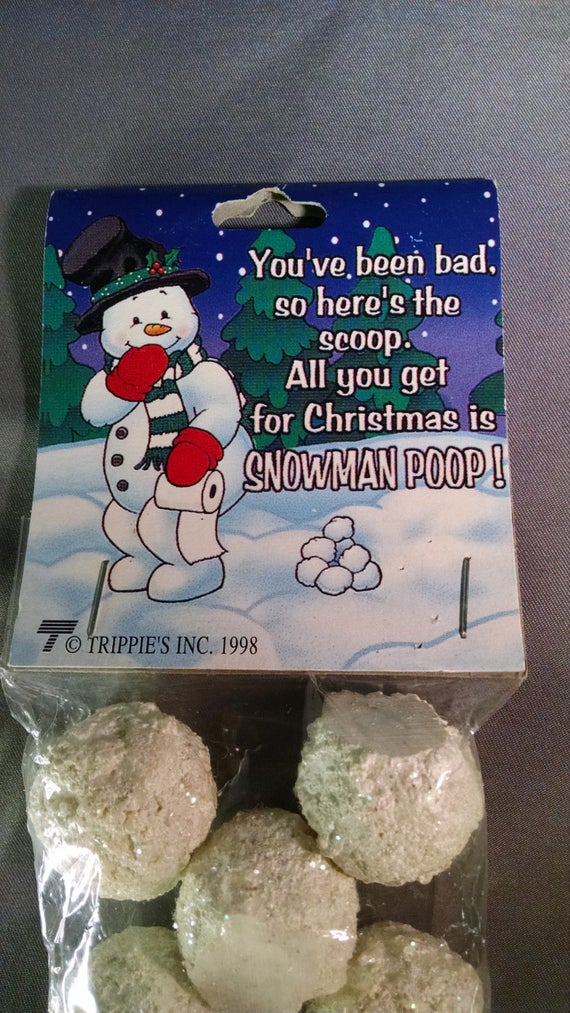 You've been bad,
so here's the
scoop.
All you get
for Christmas is
SNOWMAN POOP!
T © TRIPPIE'S INC. 1998